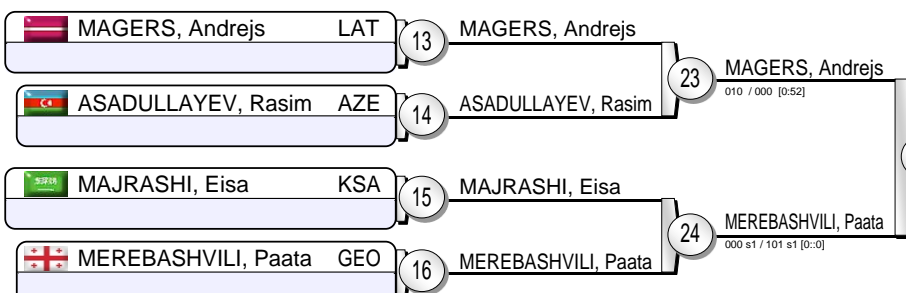 MAGERS, Andrejs LAT
13
MAGERS, Andrejs
ASADULLAYEV, Rasim AZE
14
ASADULLAYEV, Rasim
23
MAGERS, Andrejs
010 / 000 [0:52]
MAJRASHI, Eisa KSA
15
MAJRASHI, Eisa
MEREBASHVILI, Paata GEO
16
MEREBASHVILI, Paata
24
MEREBASHVILI, Paata
000 s1 / 101 s1 [0::0]